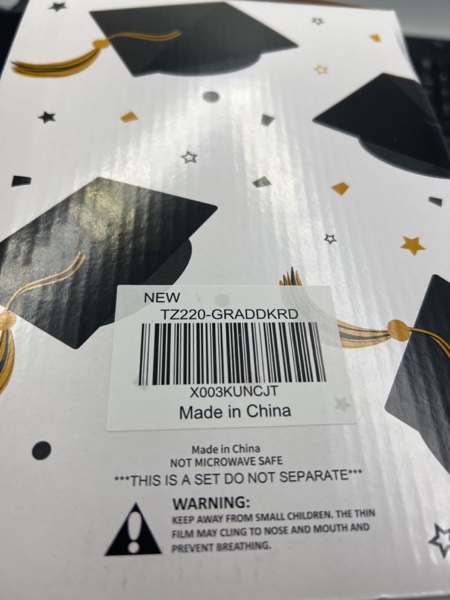 NEW
TZ220-GRADDKRD
X003KUNCJT
Made in China
Made in China
NOT MICROWAVE SAFE
***THIS IS A SET DO NOT SEPARATE***
WARNING:
KEEP AWAY FROM SMALL CHILDREN. THE THIN
FILM MAY CLING TO NOSE AND MOUTH AND
PREVENT BREATHING.